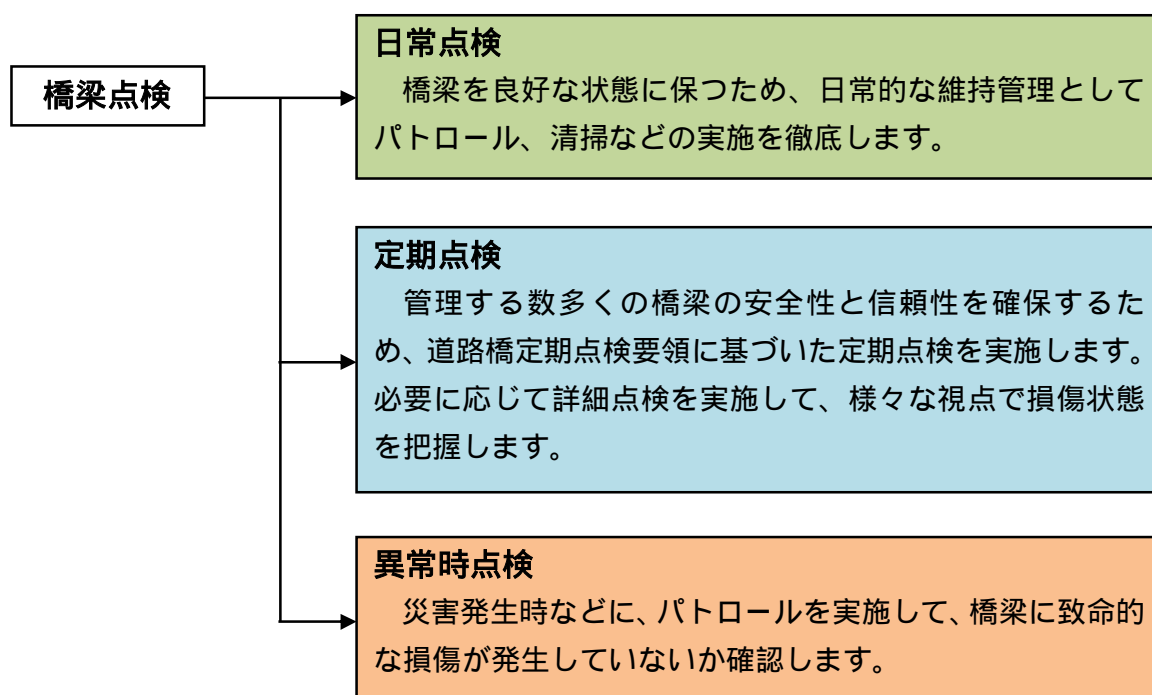 橋梁点検
日常点検
橋梁を良好な状態に保つため、日常的な維持管理として
パトロール、清掃などの実施を徹底します。
定期点検
管理する数多くの橋梁の安全性と信頼性を確保するた
め、道路橋定期点検要領に基づいた定期点検を実施します。
必要に応じて詳細点検を実施して、様々な視点で損傷状態
を把握します。
異常時点検
災害発生時などに、パトロールを実施して、橋梁に致命的
な損傷が発生していないか確認します。